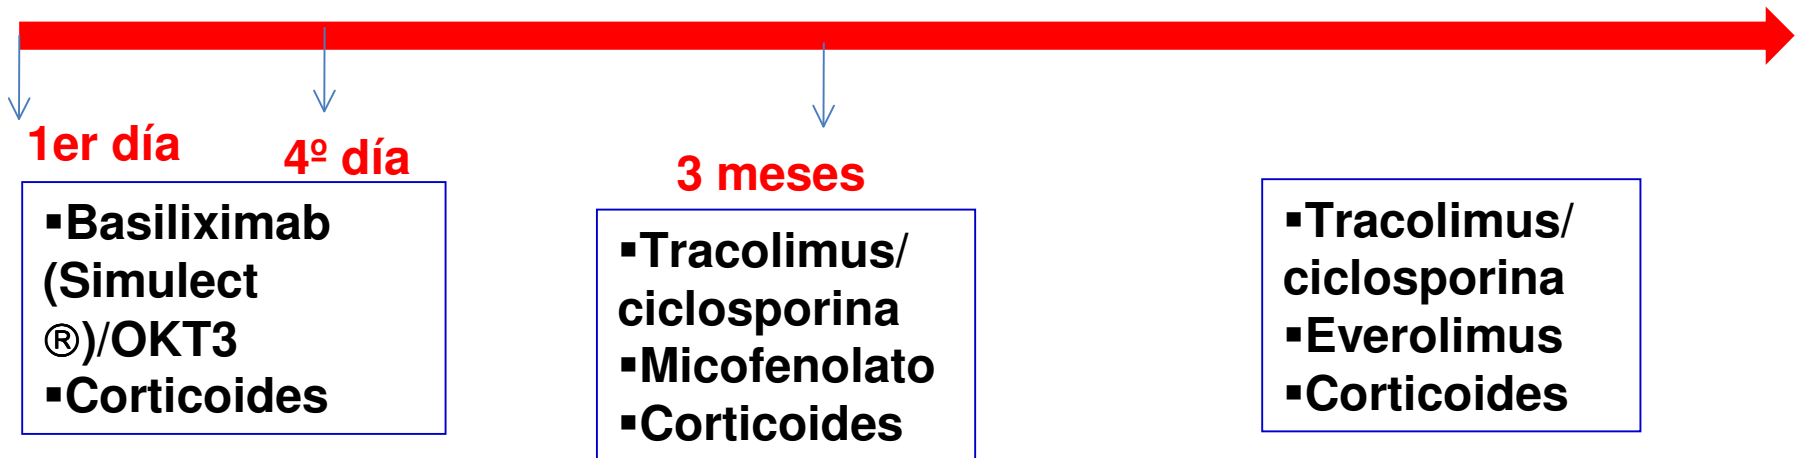 1er día
4º día
3 meses
▪Basiliximab
(Simulect
®)/OKT3
▪Corticoides
▪Tracolimus/
ciclosporina
▪Micofenolato
▪Corticoides
▪Tracolimus/
ciclosporina
▪Everolimus
▪Corticoides